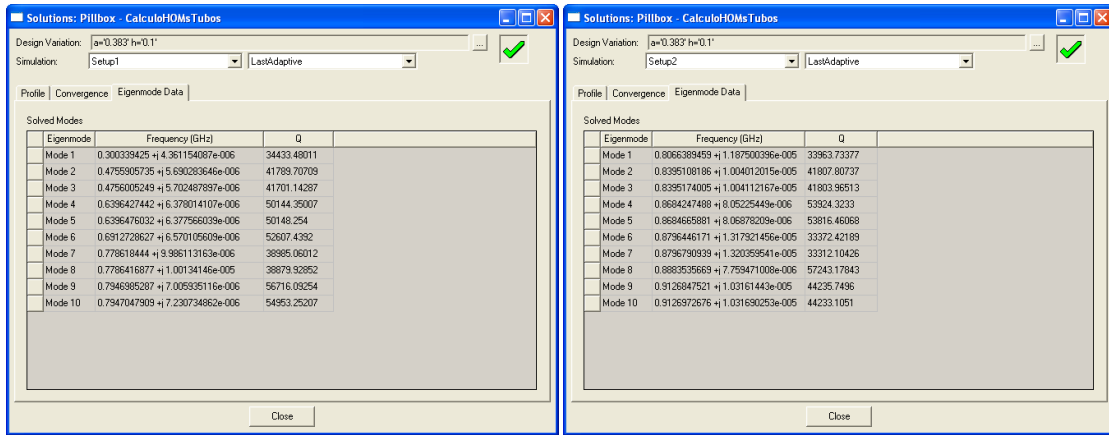 Solutions: Pillbox - CalculoHOMsTubos
Design Variation: a='0.383' h='0.1' ...
Simulation: Setup1 LastAdaptive
Profile Convergence Eigenmode Data
Solved Modes
Eigenmode Frequency (GHz) Q
Mode 1 0.300339425 +j 4.361154087e-006 34433.48011
Mode 2 0.4755905735 +j 5.690283646e-006 41789.70709
Mode 3 0.4756005249 +j 5.702487897e-006 41701.14287
Mode 4 0.6396427442 +j 6.378014107e-006 50144.35007
Mode 5 0.6396476032 +j 6.377566039e-006 50148.254
Mode 6 0.6912728627 +j 6.570105609e-006 52607.4392
Mode 7 0.778618444 +j 9.986113163e-006 38985.06012
Mode 8 0.7786416877 +j 1.00134146e-005 38879.92852
Mode 9 0.7946985287 +j 7.005935116e-006 56716.09254
Mode 10 0.7947047909 +j 7.230734862e-006 54953.25207
Close
Solutions: Pillbox - CalculoHOMsTubos
Design Variation: a='0.383' h='0.1' ...
Simulation: Setup2 LastAdaptive
Profile Convergence Eigenmode Data
Solved Modes
Eigenmode Frequency (GHz) Q
Mode 1 0.8066389459 +j 1.187500396e-005 33963.73377
Mode 2 0.8395108186 +j 1.004012015e-005 41807.80737
Mode 3 0.8395174005 +j 1.004112167e-005 41803.96513
Mode 4 0.8684247488 +j 8.05225449e-006 53924.3233
Mode 5 0.8684665881 +j 8.06878209e-006 53816.46068
Mode 6 0.8796446171 +j 1.317921456e-005 33372.42189
Mode 7 0.8796790939 +j 1.320359541e-005 33312.10426
Mode 8 0.8883535669 +j 7.759471008e-006 57243.17843
Mode 9 0.9126847521 +j 1.03161443e-005 44235.7496
Mode 10 0.9126972676 +j 1.031690253e-005 44233.1051
Close